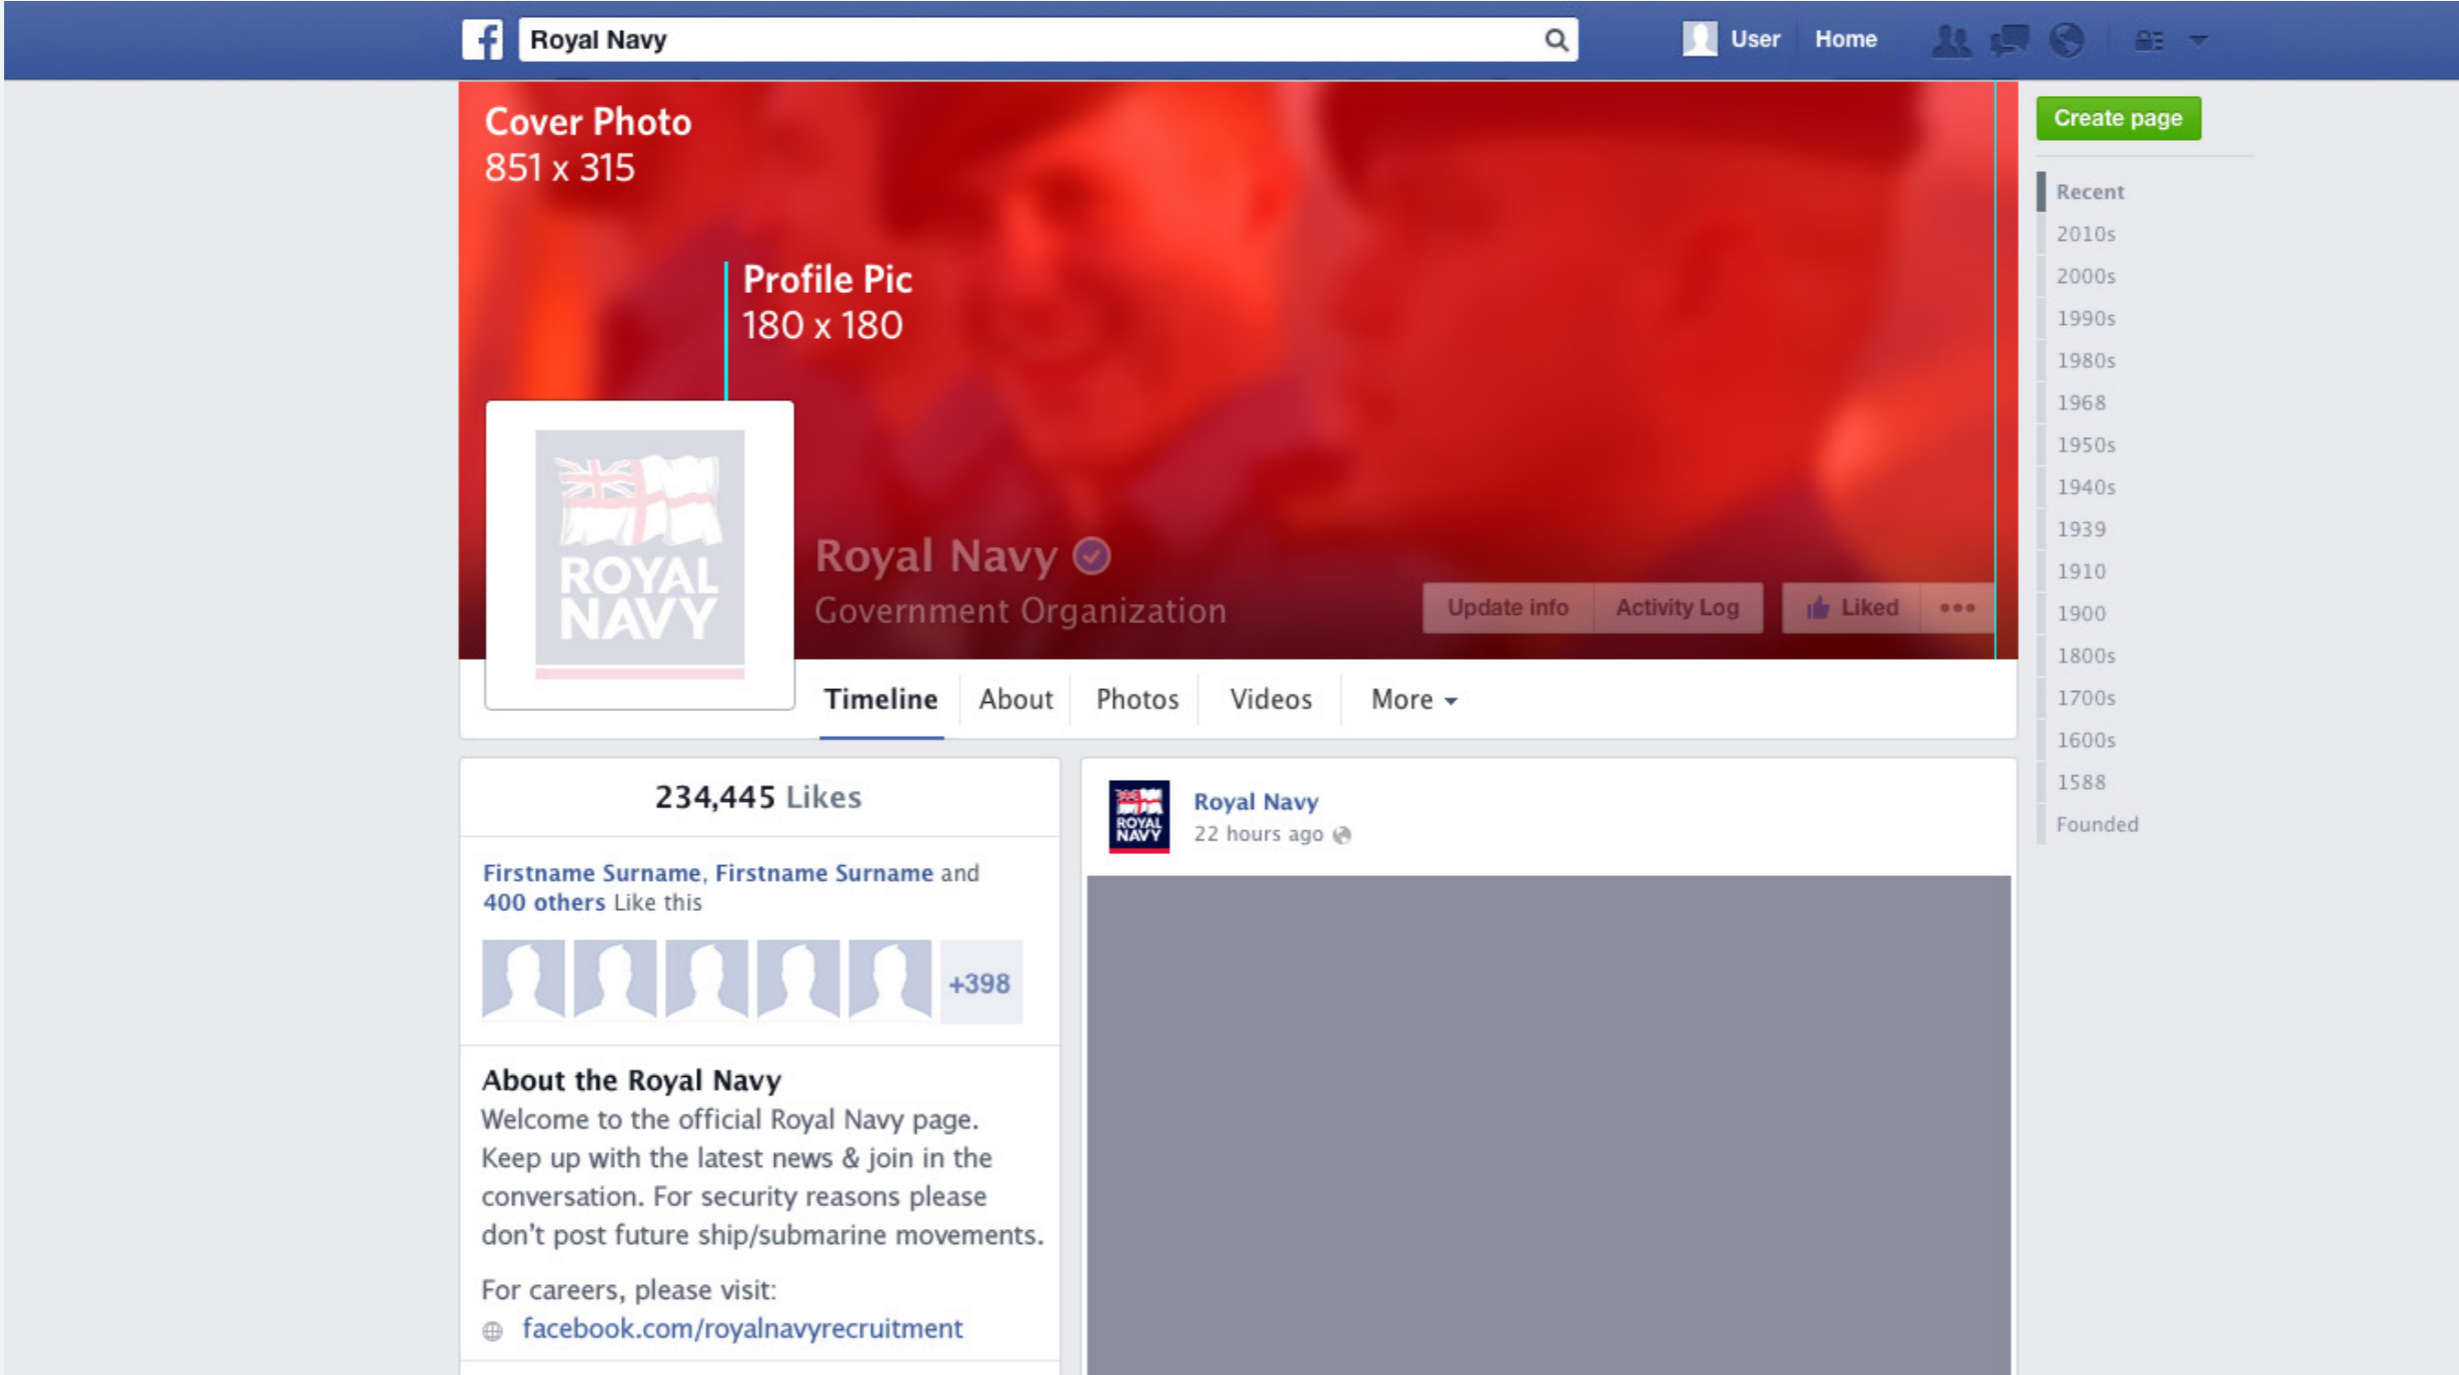 Royal Navy
User
Home
Cover Photo
851 x 315
Profile Pic
180 x 180
ROYAL
NAVY
Royal Navy
Government Organization
Update info
Activity Log
Liked
Timeline
About
Photos
Videos
More
Create page
Recent
2010s
2000s
1990s
1980s
1968
1950s
1940s
1939
1910
1900
1800s
1700s
1600s
1588
Founded
234,445 Likes
Firstname Surname, Firstname Surname and
400 others Like this
+398
About the Royal Navy
Welcome to the official Royal Navy page.
Keep up with the latest news & join in the
conversation. For security reasons please
don't post future ship/submarine movements.
For careers, please visit:
facebook.com/royalnavyrecruitment
ROYAL
NAVY
Royal Navy
22 hours ago